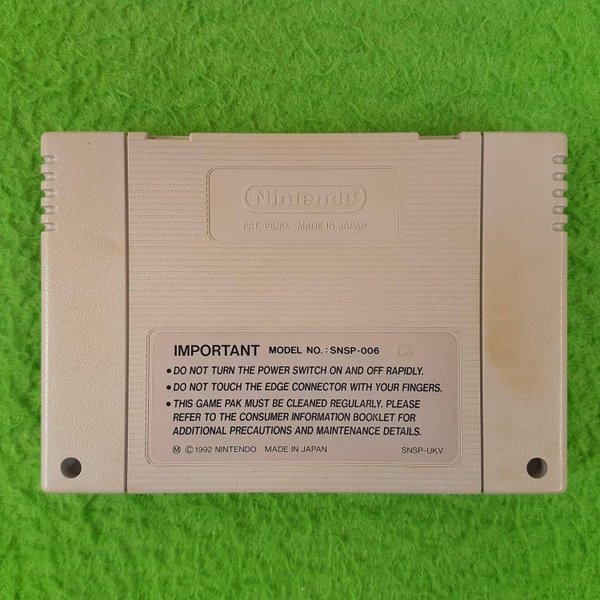 Nintendo
PAT. PEND. MADE IN JAPAN
IMPORTANT MODEL NO.: SNSP-006
• DO NOT TURN THE POWER SWITCH ON AND OFF RAPIDLY.
• DO NOT TOUCH THE EDGE CONNECTOR WITH YOUR FINGERS.
• THIS GAME PAK MUST BE CLEANED REGULARLY. PLEASE
REFER TO THE CONSUMER INFORMATION BOOKLET FOR
ADDITIONAL PRECAUTIONS AND MAINTENANCE DETAILS.
Ⓜ © 1992 NINTENDO MADE IN JAPAN SNSP-UKV